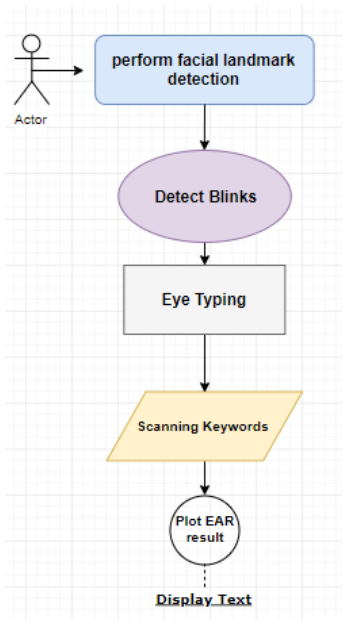 perform facial landmark
detection
Actor
Detect Blinks
Eye Typing
Scanning Keywords
Plot EAR
result
Display Text